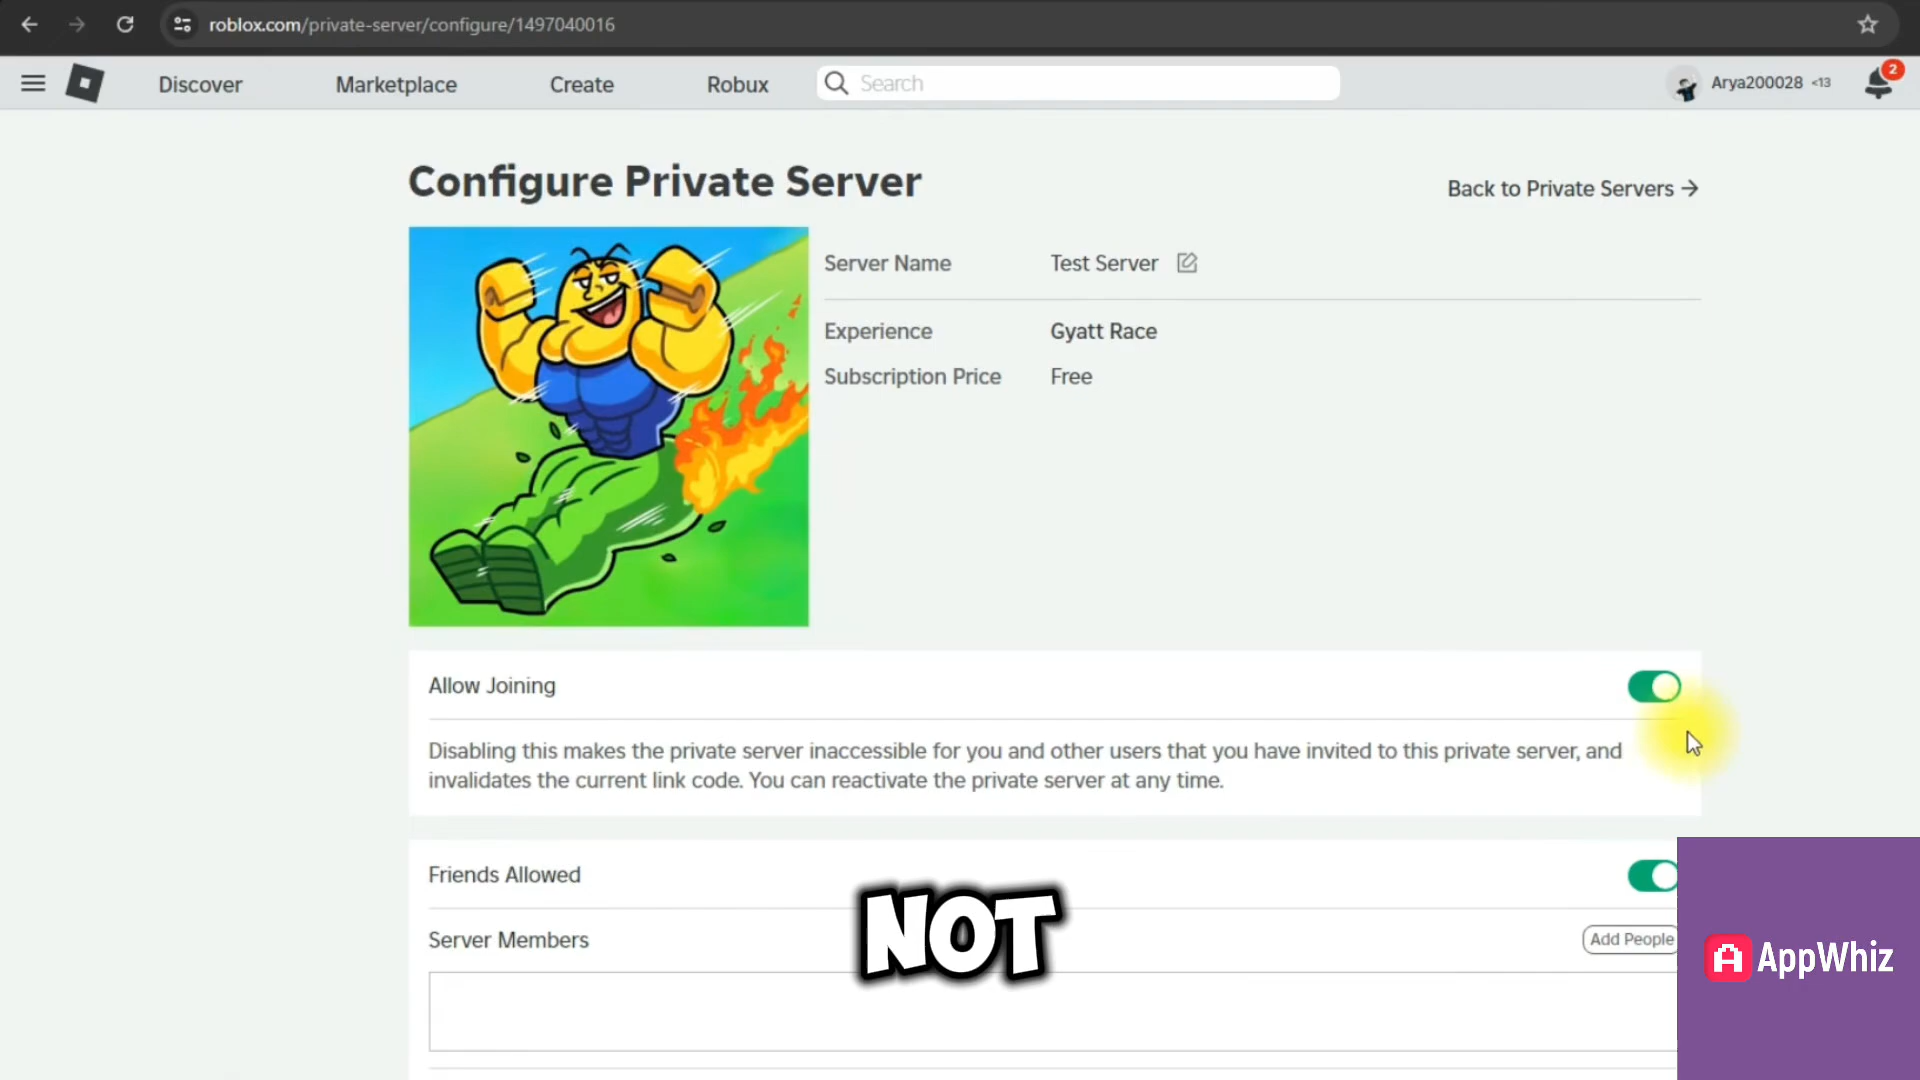 roblox.com/private-server/configure/1497040016
Discover
Marketplace
Create
Robux
Search
Arya200028
<13
2
Configure Private Server
Back to Private Servers →
Server Name
Test Server
Experience
Gyatt Race
Subscription Price
Free
Allow Joining
Disabling this makes the private server inaccessible for you and other users that you have invited to this private server, and
invalidates the current link code. You can reactivate the private server at any time.
Friends Allowed
NOT
Server Members
Add People
AppWhiz